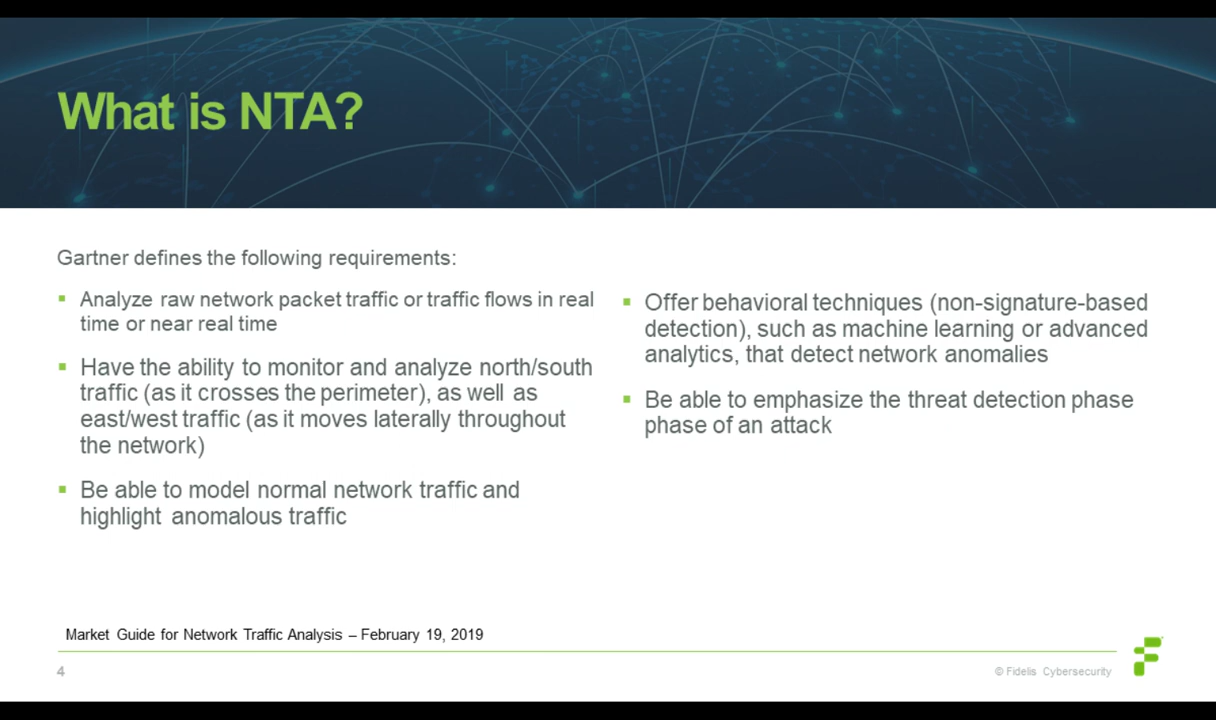 What is NTA?
Gartner defines the following requirements:
▪ Analyze raw network packet traffic or traffic flows in real
time or near real time
▪ Have the ability to monitor and analyze north/south
traffic (as it crosses the perimeter), as well as
east/west traffic (as it moves laterally throughout
the network)
▪ Be able to model normal network traffic and
highlight anomalous traffic
▪ Offer behavioral techniques (non-signature-based
detection), such as machine learning or advanced
analytics, that detect network anomalies
▪ Be able to emphasize the threat detection phase
phase of an attack
Market Guide for Network Traffic Analysis – February 19, 2019
4
© Fidelis Cybersecurity